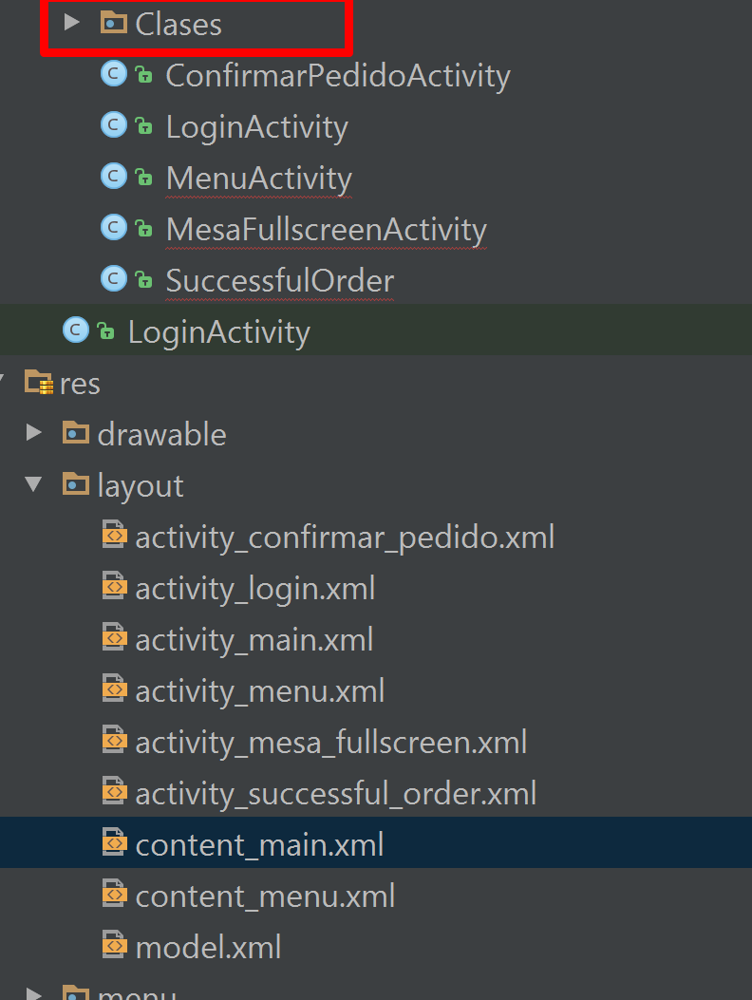 Clases
ConfirmarPedidoActivity
LoginActivity
MenuActivity
MesaFullscreenActivity
SuccessfulOrder
LoginActivity
res
drawable
layout
activity_confirmar_pedido.xml
activity_login.xml
activity_main.xml
activity_menu.xml
activity_mesa_fullscreen.xml
activity_successful_order.xml
content_main.xml
content_menu.xml
model.xml
menu